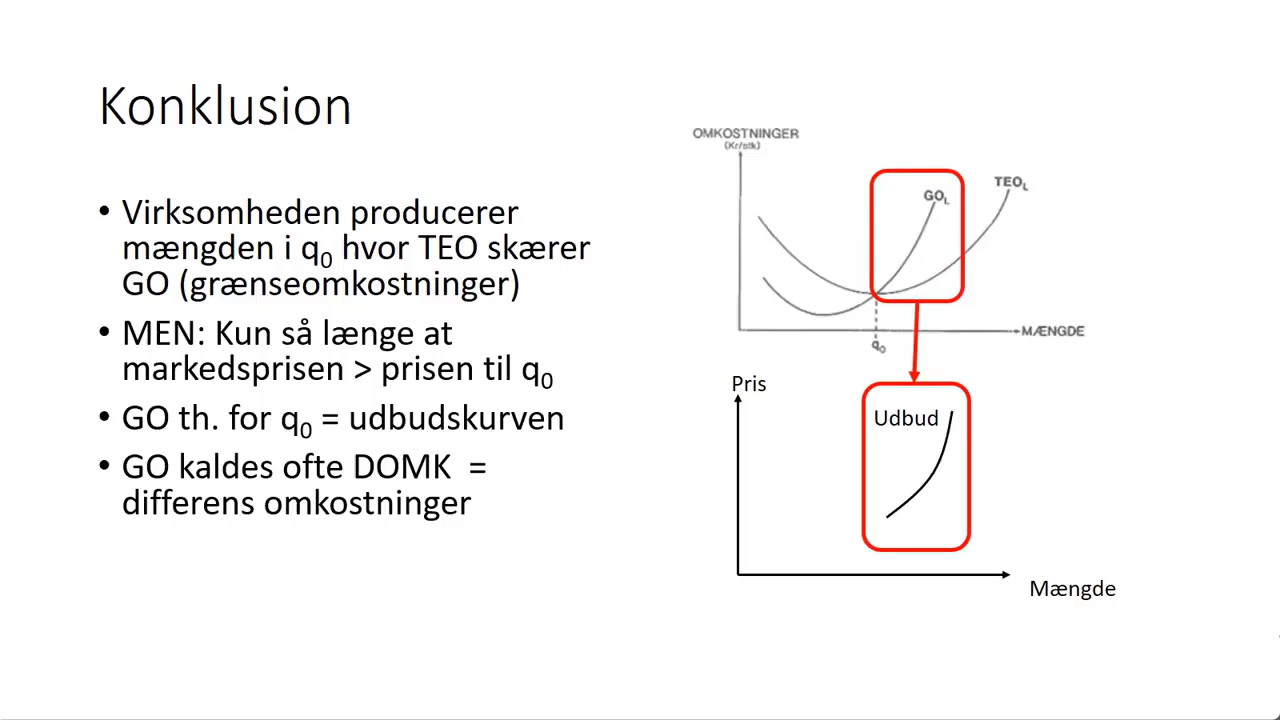 Konklusion
• Virksomheden producerer
mængden i q₀ hvor TEO skærer
GO (grænseomkostninger)
• MEN: Kun så længe at
markedsprisen > prisen til q₀
• GO th. for q₀ = udbudskurven
• GO kaldes ofte DOMK =
differens omkostninger
OMKOSTNINGER
(Kr/stk)
GO_L
TEO_L
MÆNGDE
q₀
Pris
Udbud
Mængde